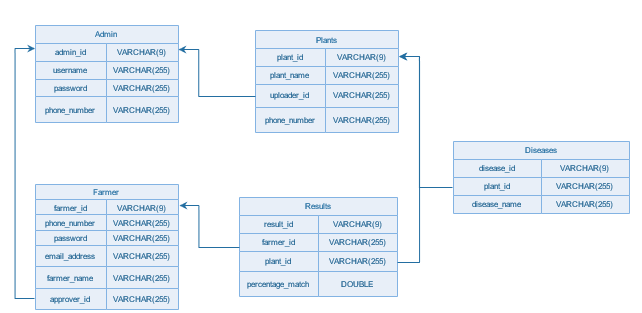 Admin
admin_id VARCHAR(9)
username VARCHAR(255)
password VARCHAR(255)
phone_number VARCHAR(255)
Plants
plant_id VARCHAR(9)
plant_name VARCHAR(255)
uploader_id VARCHAR(255)
phone_number VARCHAR(255)
Diseases
disease_id VARCHAR(9)
plant_id VARCHAR(255)
disease_name VARCHAR(255)
Farmer
farmer_id VARCHAR(9)
phone_number VARCHAR(255)
password VARCHAR(255)
email_address VARCHAR(255)
farmer_name VARCHAR(255)
approver_id VARCHAR(255)
Results
result_id VARCHAR(9)
farmer_id VARCHAR(255)
plant_id VARCHAR(255)
percentage_match DOUBLE